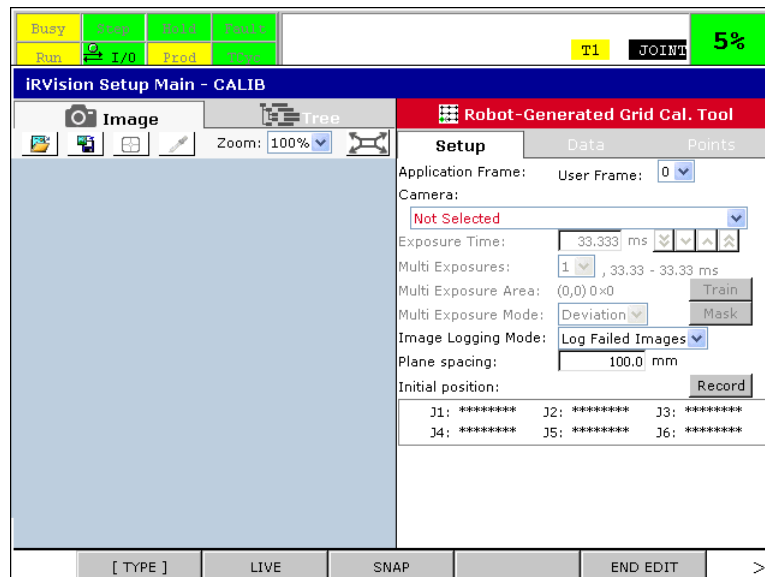 Busy Step Hold Fault
Run I/O Prod TCyc
T1 JOINT 5%
iRVision Setup Main - CALIB
Image Tree
Robot-Generated Grid Cal. Tool
Zoom: 100%
Setup Data Points
Application Frame: User Frame: 0
Camera:
Not Selected
Exposure Time: 33.333 ms
Multi Exposures: 1 , 33.33 - 33.33 ms
Multi Exposure Area: (0,0) 0×0 Train
Multi Exposure Mode: Deviation Mask
Image Logging Mode: Log Failed Images
Plane spacing: 100.0 mm
Initial position: Record
J1: ******** J2: ******** J3: ********
J4: ******** J5: ******** J6: ********
[ TYPE ] LIVE SNAP END EDIT >